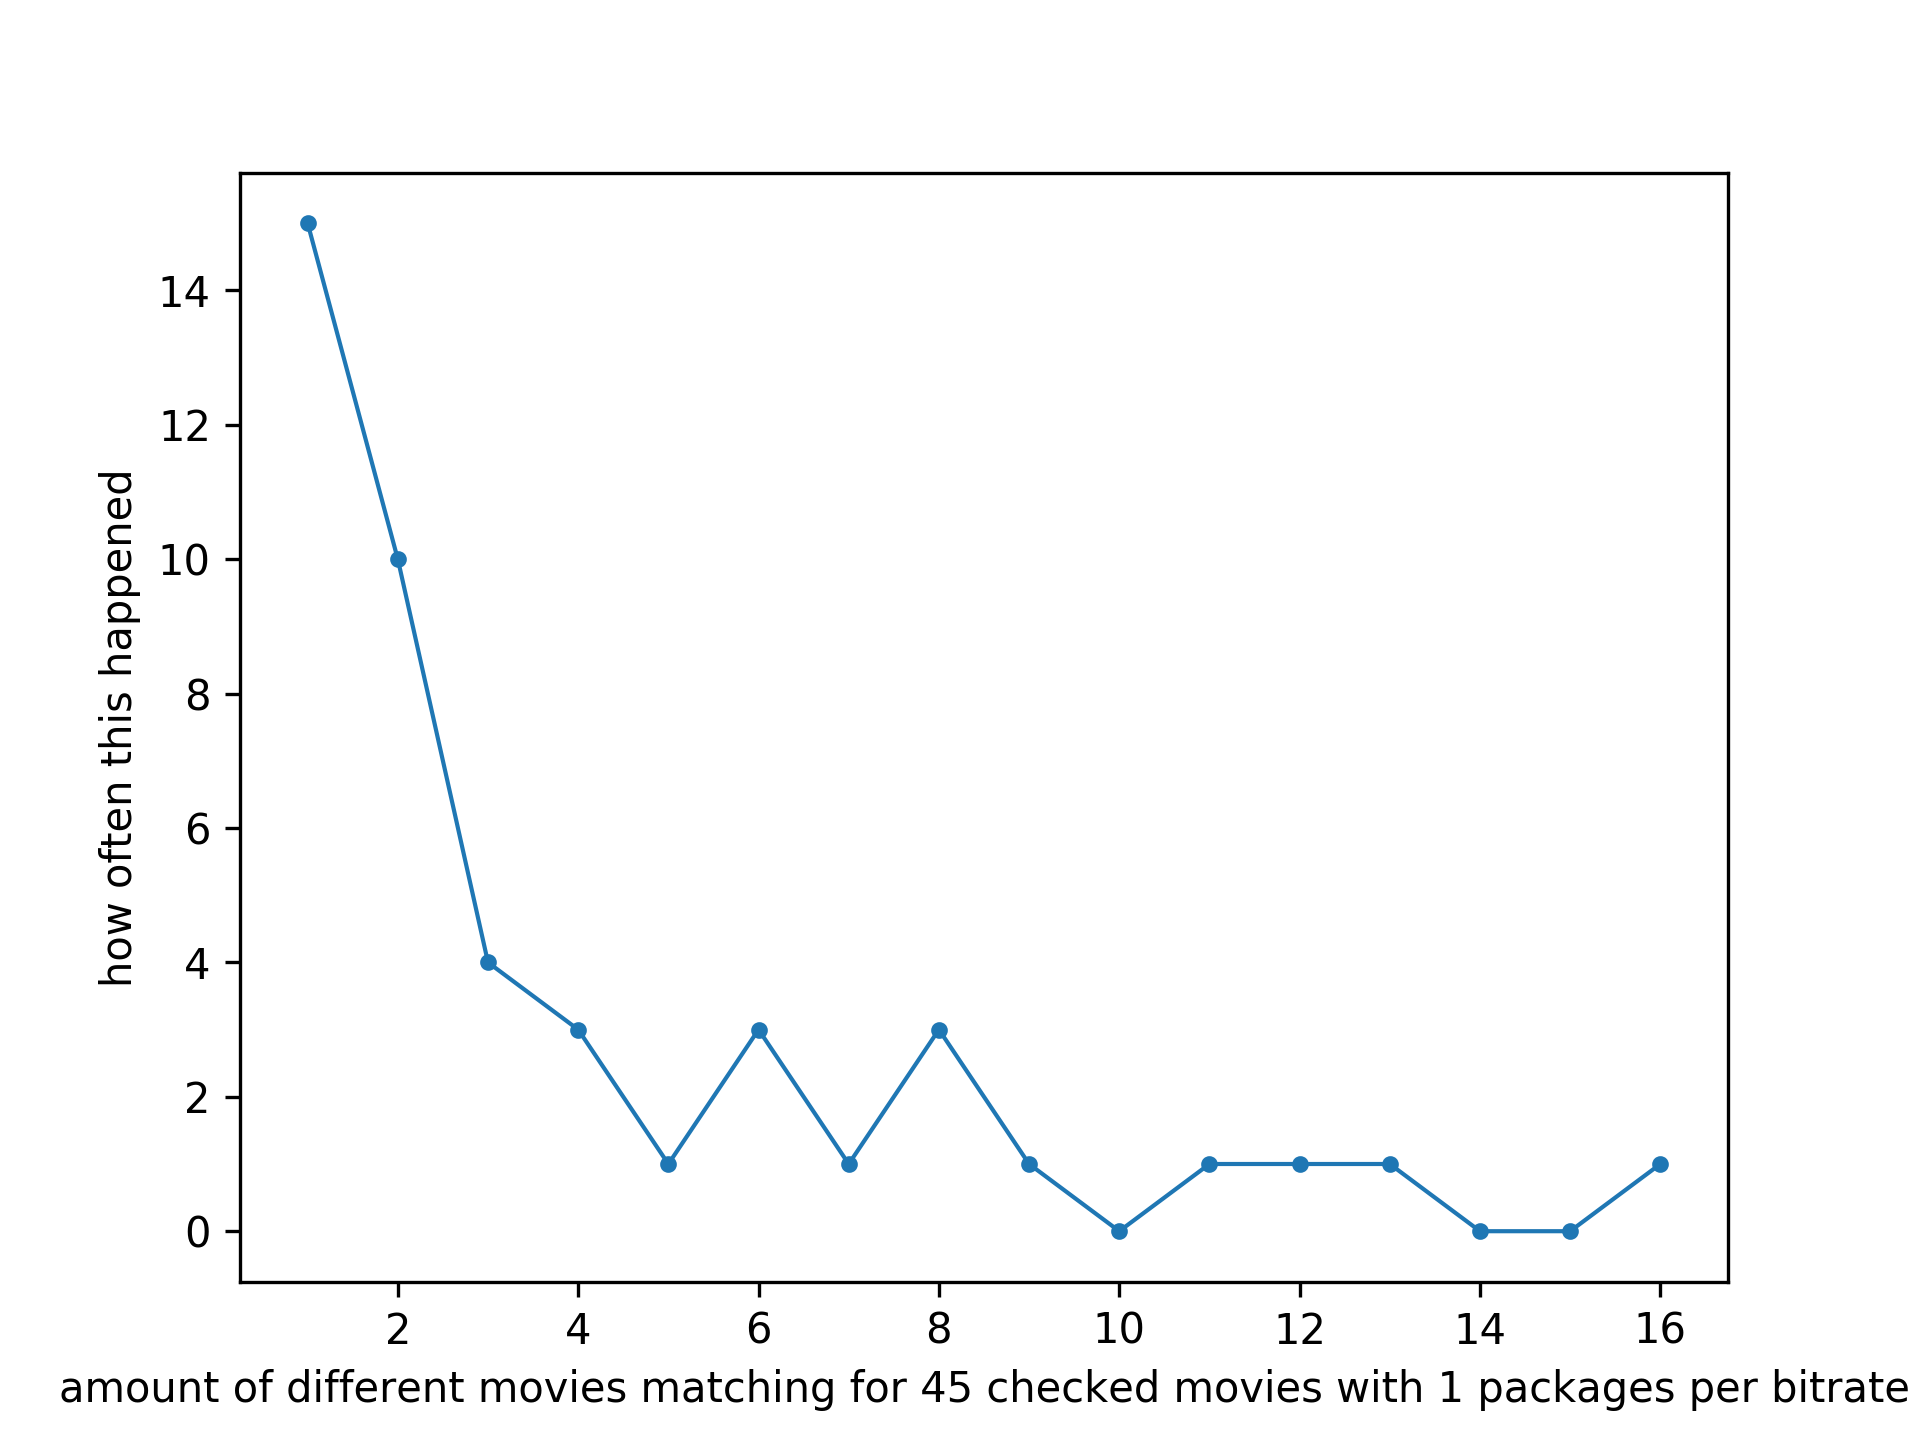 how often this happened
14
12
10
8
6
4
2
0
2 4 6 8 10 12 14 16
amount of different movies matching for 45 checked movies with 1 packages per bitrate